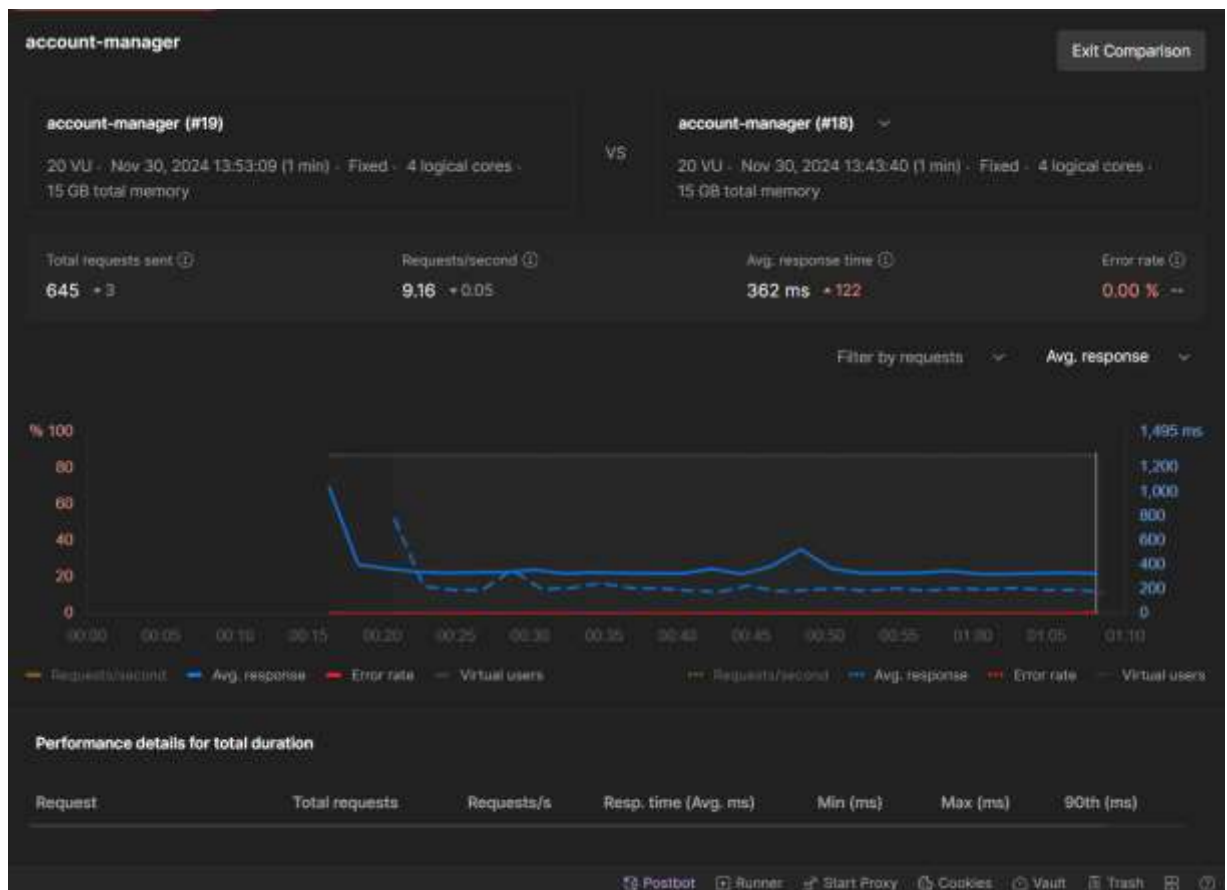 account-manager
Exit Comparison
account-manager (#19)
20 VU · Nov 30, 2024 13:53:09 (1 min) · Fixed · 4 logical cores ·
15 GB total memory
VS
account-manager (#18)
20 VU · Nov 30, 2024 13:43:40 (1 min) · Fixed · 4 logical cores ·
15 GB total memory
Total requests sent
645 3
Requests/second
9.16 0.05
Avg. response time
362 ms 122
Error rate
0.00 % --
Filter by requests
Avg. response
% 100
80
60
40
20
0
1,495 ms
1,200
1,000
800
600
400
200
0
00:00 00:05 00:10 00:15 00:20 00:25 00:30 00:35 00:40 00:45 00:50 00:55 01:00 01:05 01:10
Requests/second Avg. response Error rate Virtual users
Requests/second Avg. response Error rate Virtual users
Performance details for total duration
Request Total requests Requests/s Resp. time (Avg. ms) Min (ms) Max (ms) 90th (ms)
Postbot Runner Start Proxy Cookies Vault Trash